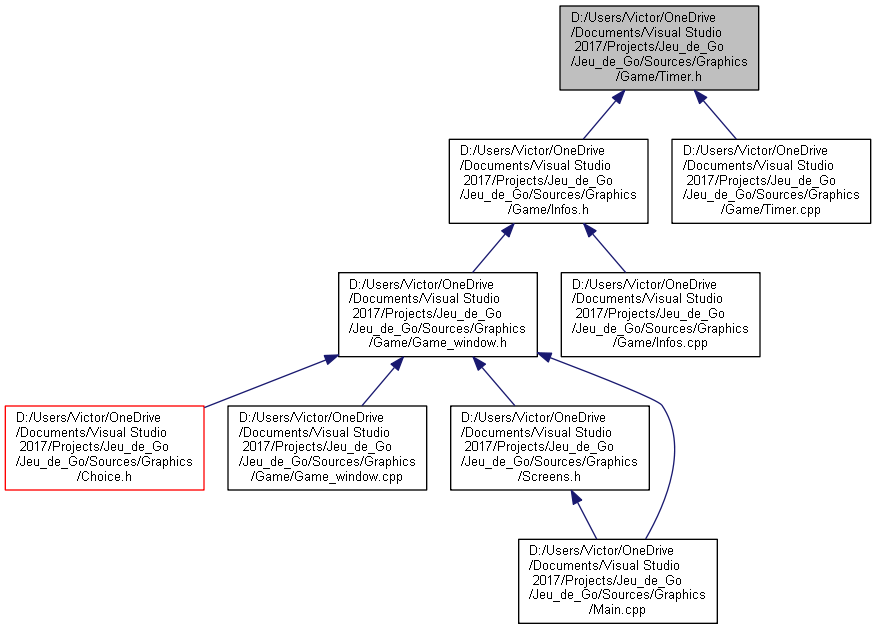 D:/Users/Victor/OneDrive
/Documents/Visual Studio
2017/Projects/Jeu_de_Go
/Jeu_de_Go/Sources/Graphics
/Game/Timer.h
D:/Users/Victor/OneDrive
/Documents/Visual Studio
2017/Projects/Jeu_de_Go
/Jeu_de_Go/Sources/Graphics
/Game/Infos.h
D:/Users/Victor/OneDrive
/Documents/Visual Studio
2017/Projects/Jeu_de_Go
/Jeu_de_Go/Sources/Graphics
/Game/Timer.cpp
D:/Users/Victor/OneDrive
/Documents/Visual Studio
2017/Projects/Jeu_de_Go
/Jeu_de_Go/Sources/Graphics
/Game/Game_window.h
D:/Users/Victor/OneDrive
/Documents/Visual Studio
2017/Projects/Jeu_de_Go
/Jeu_de_Go/Sources/Graphics
/Game/Infos.cpp
D:/Users/Victor/OneDrive
/Documents/Visual Studio
2017/Projects/Jeu_de_Go
/Jeu_de_Go/Sources/Graphics
/Choice.h
D:/Users/Victor/OneDrive
/Documents/Visual Studio
2017/Projects/Jeu_de_Go
/Jeu_de_Go/Sources/Graphics
/Game/Game_window.cpp
D:/Users/Victor/OneDrive
/Documents/Visual Studio
2017/Projects/Jeu_de_Go
/Jeu_de_Go/Sources/Graphics
/Screens.h
D:/Users/Victor/OneDrive
/Documents/Visual Studio
2017/Projects/Jeu_de_Go
/Jeu_de_Go/Sources/Graphics
/Main.cpp